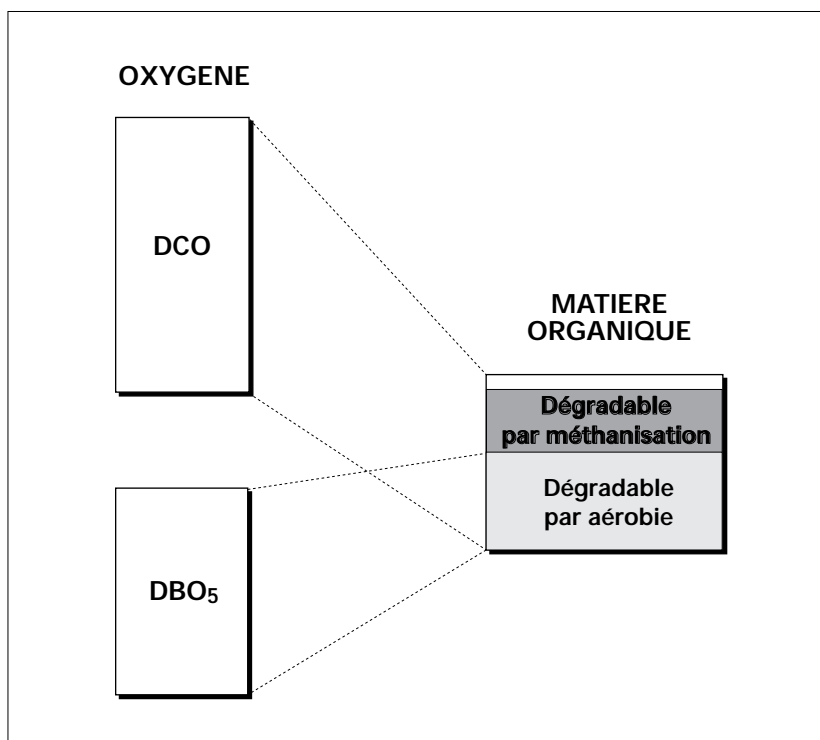 OXYGENE
DCO
MATIERE
ORGANIQUE
Dégradable
par méthanisation
Dégradable
par aérobie
DBO5